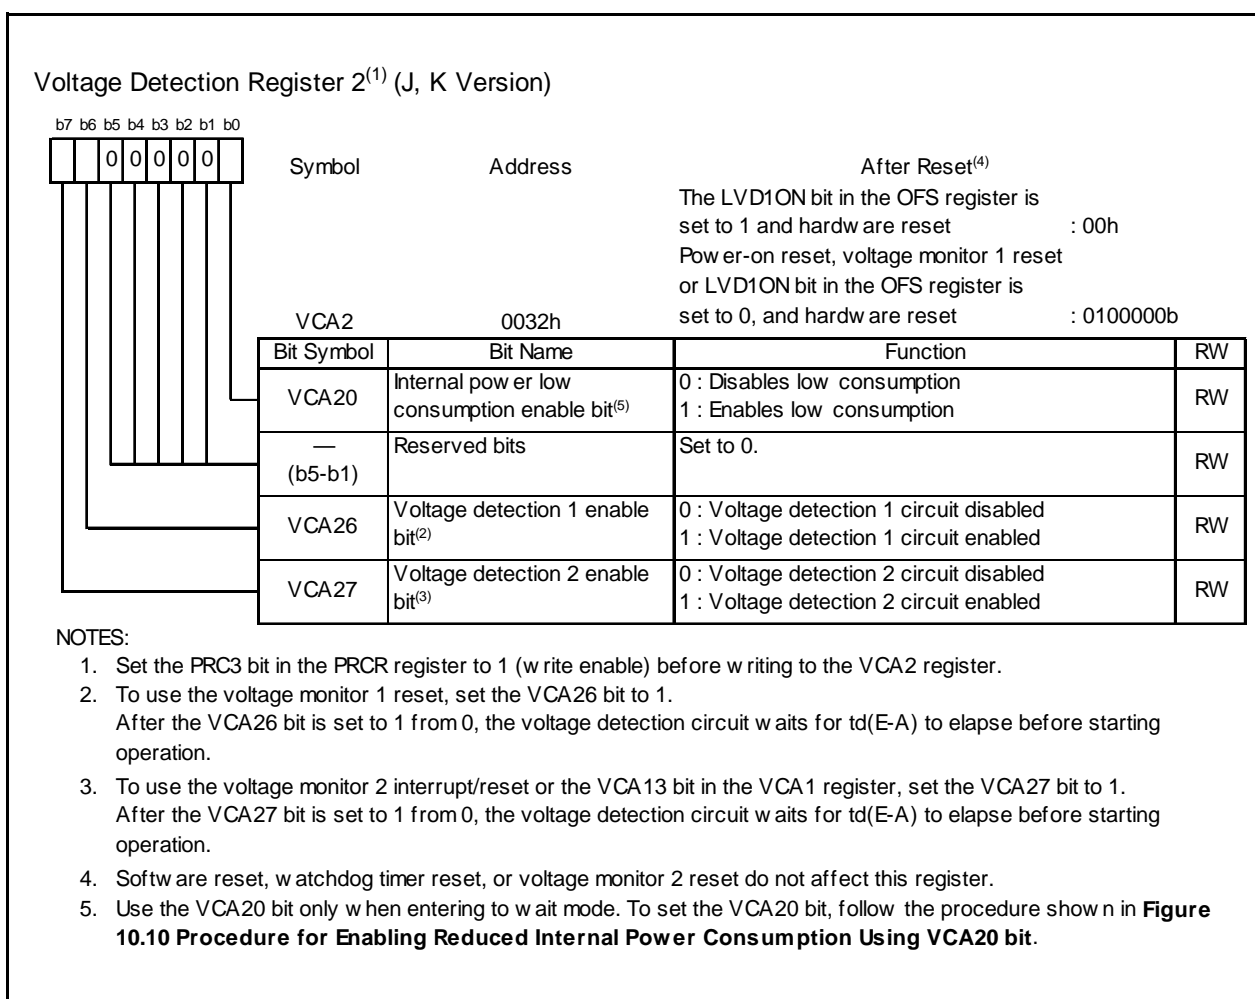 Voltage Detection Register 2(1) (J, K Version)
b7 b6 b5 b4 b3 b2 b1 b0
0 0 0 0 0
Symbol Address After Reset(4)
The LVD1ON bit in the OFS register is
set to 1 and hardware reset : 00h
Power-on reset, voltage monitor 1 reset
or LVD1ON bit in the OFS register is
VCA2 0032h set to 0, and hardware reset : 0100000b
Bit Symbol Bit Name Function RW
VCA20 Internal power low consumption enable bit(5) 0 : Disables low consumption
1 : Enables low consumption RW
—
(b5-b1) Reserved bits Set to 0. RW
VCA26 Voltage detection 1 enable bit(2) 0 : Voltage detection 1 circuit disabled
1 : Voltage detection 1 circuit enabled RW
VCA27 Voltage detection 2 enable bit(3) 0 : Voltage detection 2 circuit disabled
1 : Voltage detection 2 circuit enabled RW
NOTES:
1. Set the PRC3 bit in the PRCR register to 1 (write enable) before writing to the VCA2 register.
2. To use the voltage monitor 1 reset, set the VCA26 bit to 1.
After the VCA26 bit is set to 1 from 0, the voltage detection circuit waits for td(E-A) to elapse before starting
operation.
3. To use the voltage monitor 2 interrupt/reset or the VCA13 bit in the VCA1 register, set the VCA27 bit to 1.
After the VCA27 bit is set to 1 from 0, the voltage detection circuit waits for td(E-A) to elapse before starting
operation.
4. Software reset, watchdog timer reset, or voltage monitor 2 reset do not affect this register.
5. Use the VCA20 bit only when entering to wait mode. To set the VCA20 bit, follow the procedure shown in Figure
10.10 Procedure for Enabling Reduced Internal Power Consumption Using VCA20 bit.